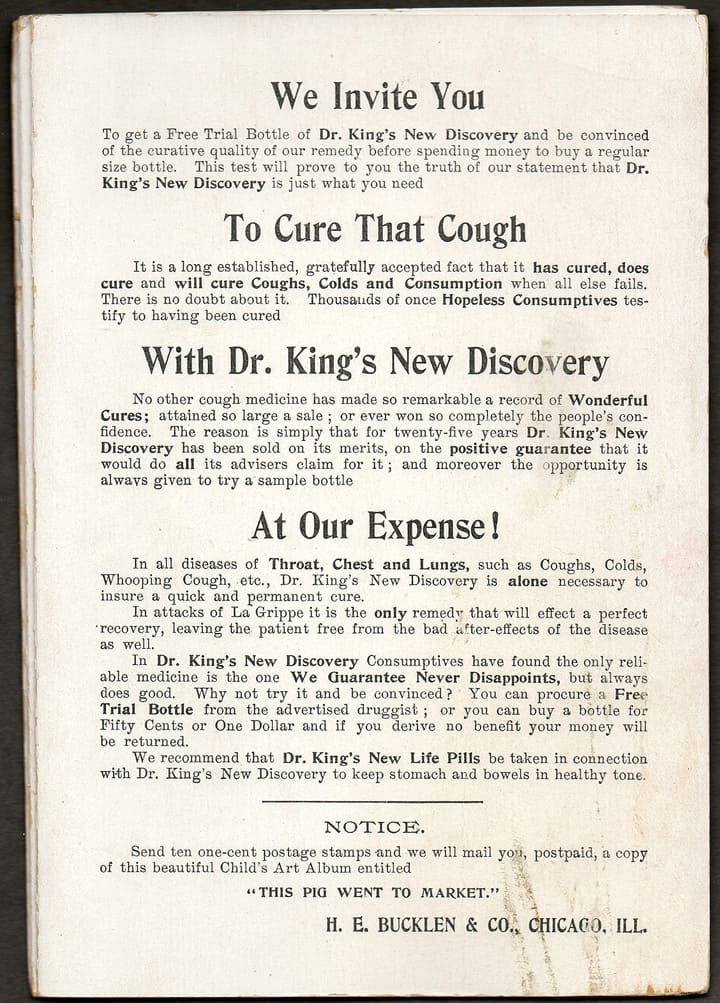 We Invite You
To get a Free Trial Bottle of Dr. King's New Discovery and be convinced
of the curative quality of our remedy before spending money to buy a regular
size bottle. This test will prove to you the truth of our statement that Dr.
King's New Discovery is just what you need
To Cure That Cough
It is a long established, gratefully accepted fact that it has cured, does
cure and will cure Coughs, Colds and Consumption when all else fails.
There is no doubt about it. Thousands of once Hopeless Consumptives tes-
tify to having been cured
With Dr. King's New Discovery
No other cough medicine has made so remarkable a record of Wonderful
Cures; attained so large a sale; or ever won so completely the people's con-
fidence. The reason is simply that for twenty-five years Dr. King's New
Discovery has been sold on its merits, on the positive guarantee that it
would do all its advisers claim for it; and moreover the opportunity is
always given to try a sample bottle
At Our Expense!
In all diseases of Throat, Chest and Lungs, such as Coughs, Colds,
Whooping Cough, etc., Dr. King's New Discovery is alone necessary to
insure a quick and permanent cure.
In attacks of La Grippe it is the only remedy that will effect a perfect
recovery, leaving the patient free from the bad after-effects of the disease
as well.
In Dr. King's New Discovery Consumptives have found the only reli-
able medicine is the one We Guarantee Never Disappoints, but always
does good. Why not try it and be convinced? You can procure a Free
Trial Bottle from the advertised druggist; or you can buy a bottle for
Fifty Cents or One Dollar and if you derive no benefit your money will
be returned.
We recommend that Dr. King's New Life Pills be taken in connection
with Dr. King's New Discovery to keep stomach and bowels in healthy tone.
NOTICE.
Send ten one-cent postage stamps and we will mail you, postpaid, a copy
of this beautiful Child's Art Album entitled
"THIS PIG WENT TO MARKET."
H. E. BUCKLEN & CO., CHICAGO, ILL.